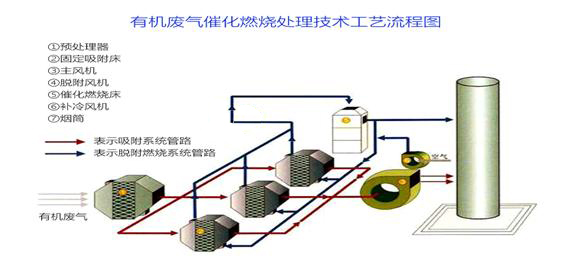 有机废气催化燃烧处理技术工艺流程图
①预处理器
②固定吸附床
③主风机
④脱附风机
⑤催化燃烧床
⑥补冷风机
⑦烟筒
表示吸附系统管路
表示脱附燃烧系统管路
空气
有机废气